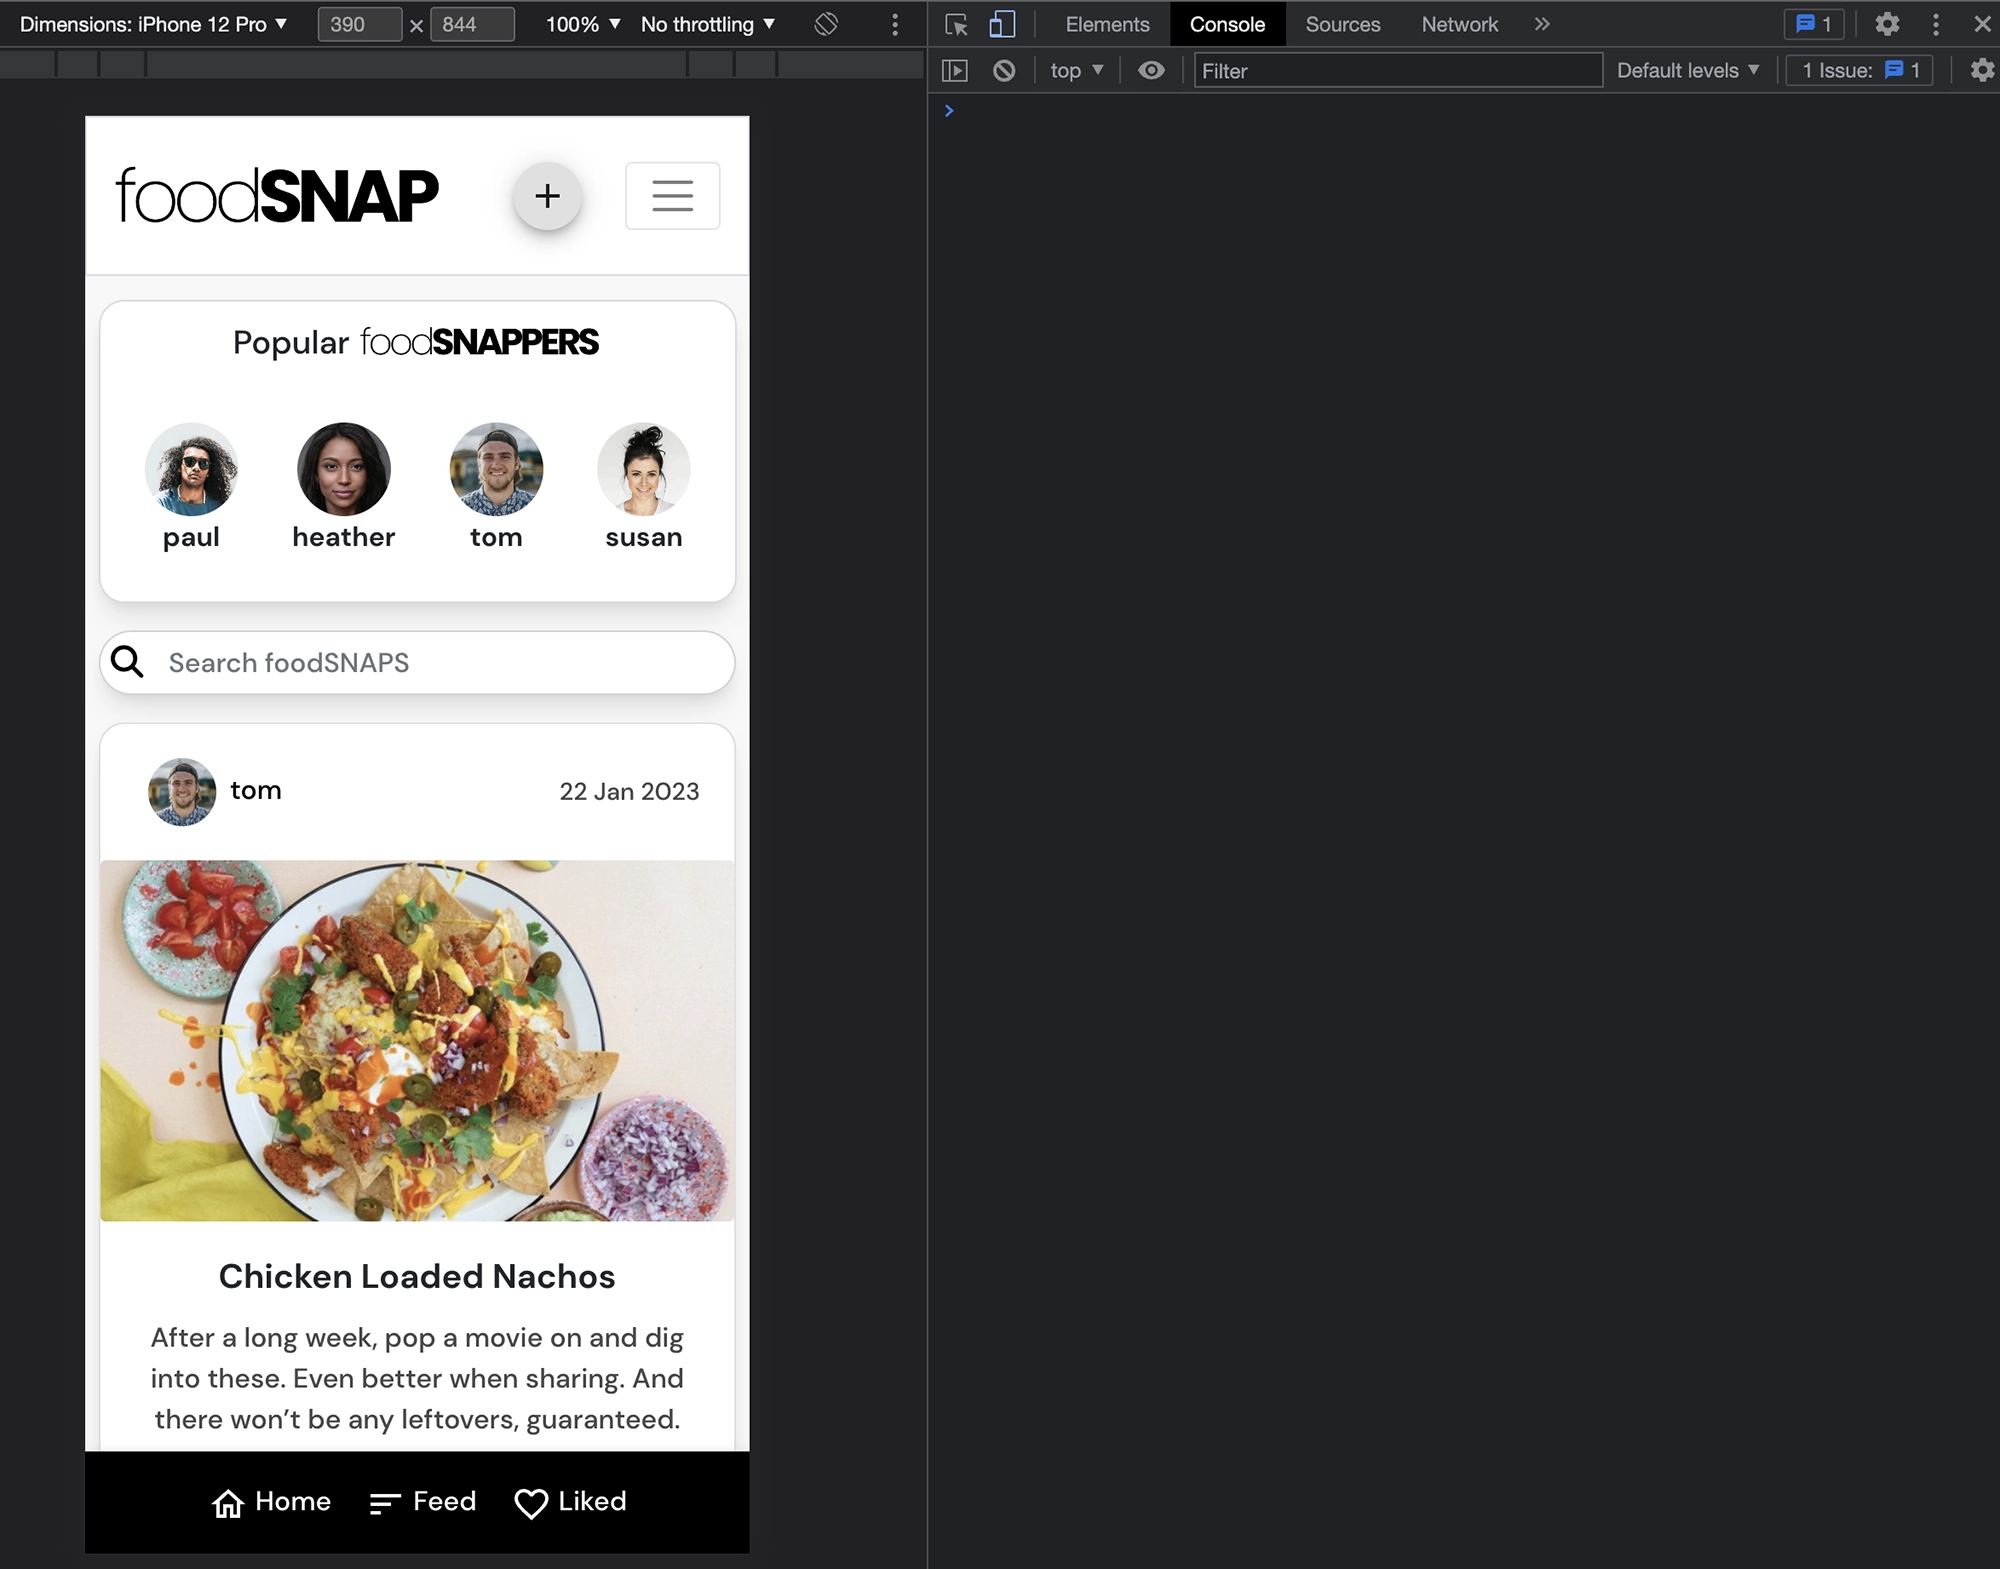 Dimensions: iPhone 12 Pro ▼ 390 × 844 100% ▼ No throttling ▼
Elements Console Sources Network » 1
top ▼ Filter Default levels ▼ 1 Issue: 1
foodSNAP
+
Popular foodSNAPPERS
paul heather tom susan
Search foodSNAPS
tom 22 Jan 2023
Chicken Loaded Nachos
After a long week, pop a movie on and dig
into these. Even better when sharing. And
there won’t be any leftovers, guaranteed.
Home Feed Liked